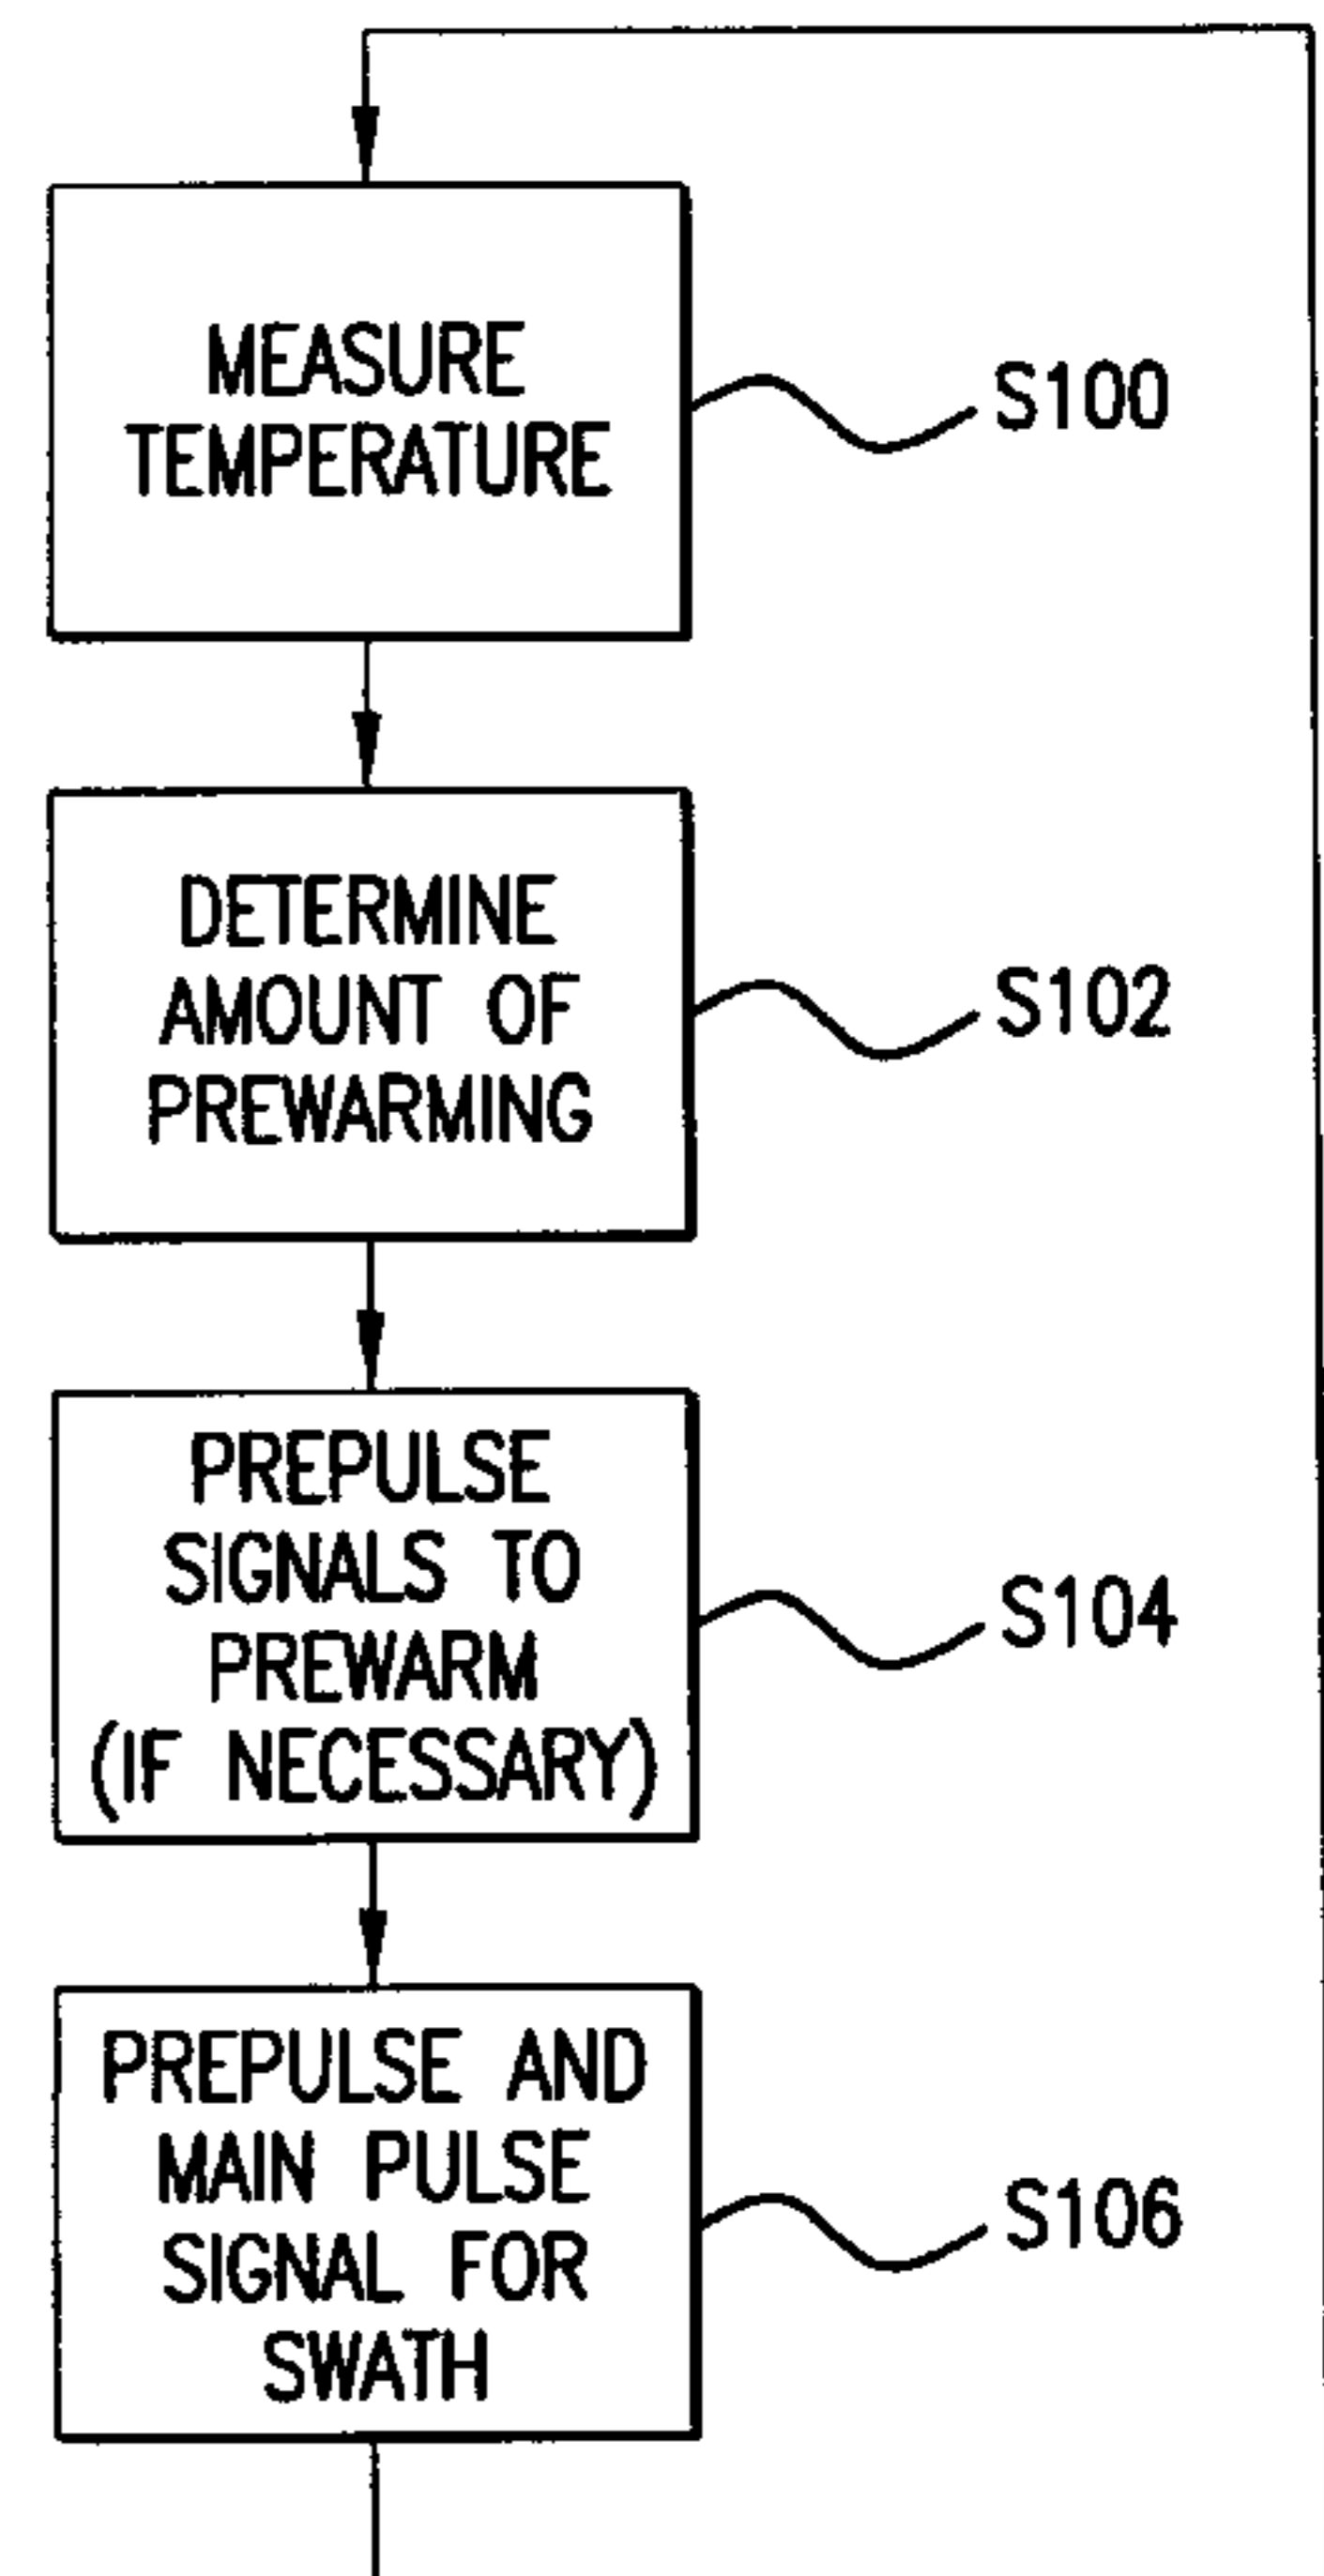 MEASURE
TEMPERATURE
S100
DETERMINE
AMOUNT OF
PREWARMING
S102
PREPULSE
SIGNALS TO
PREWARM
(IF NECESSARY)
S104
PREPULSE AND
MAIN PULSE
SIGNAL FOR
SWATH
S106